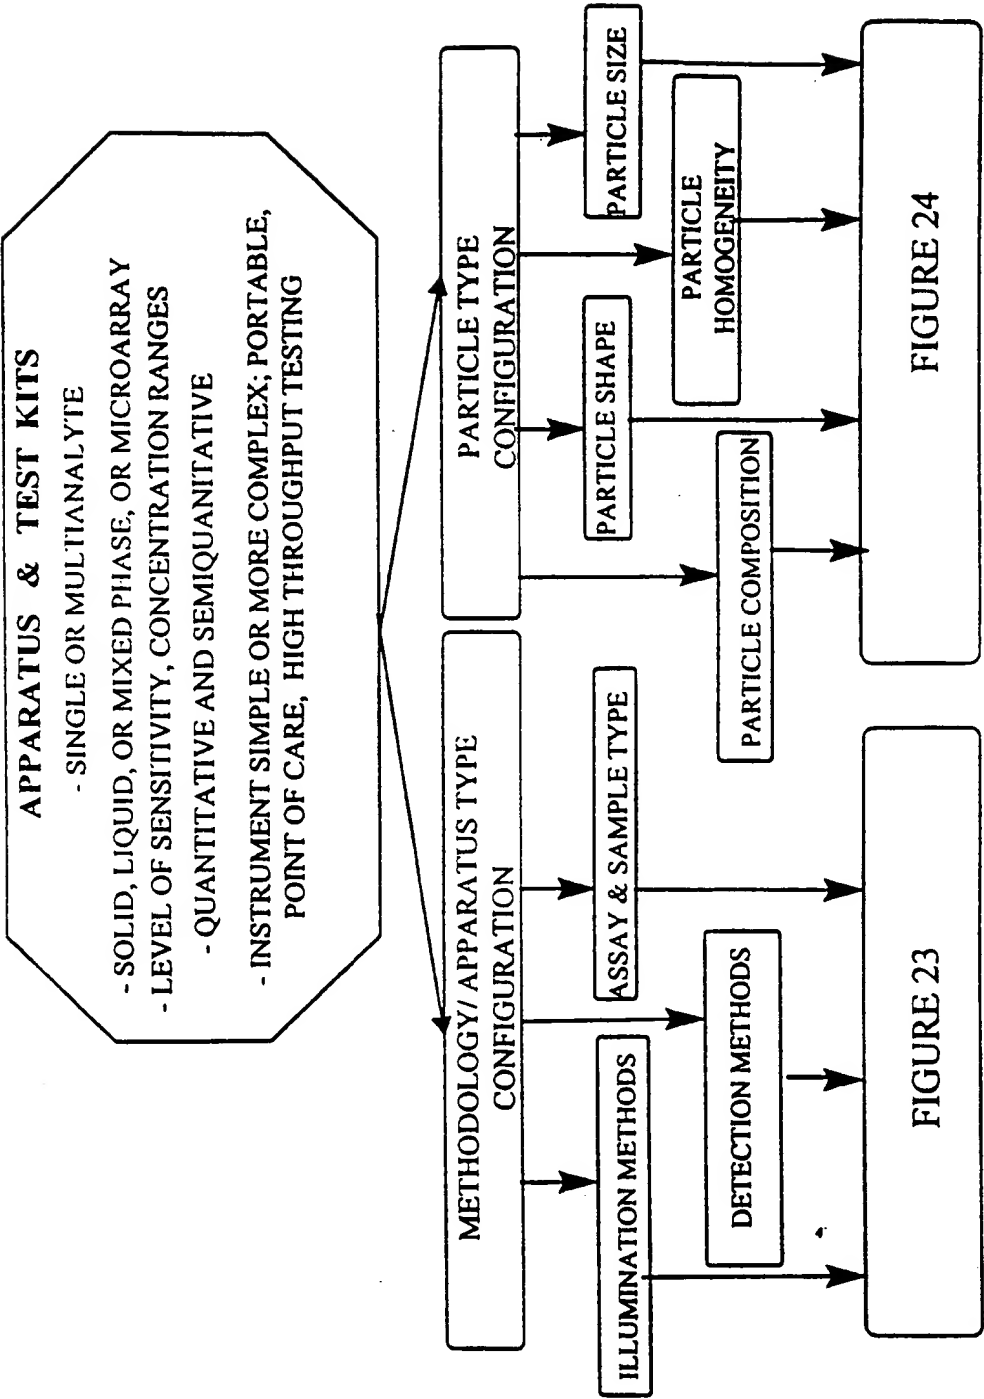 APPARATUS & TEST KITS
- SINGLE OR MULTIANALYTE
- SOLID, LIQUID, OR MIXED PHASE, OR MICROARRAY
- LEVEL OF SENSITIVITY, CONCENTRATION RANGES
- QUANTITATIVE AND SEMIQUANITATIVE
- INSTRUMENT SIMPLE OR MORE COMPLEX; PORTABLE,
POINT OF CARE, HIGH THROUGHPUT TESTING
METHODOLOGY/ APPARATUS TYPE
CONFIGURATION
PARTICLE TYPE
CONFIGURATION
ILLUMINATION METHODS
DETECTION METHODS
ASSAY & SAMPLE TYPE
PARTICLE COMPOSITION
PARTICLE SHAPE
PARTICLE
HOMOGENEITY
PARTICLE SIZE
FIGURE 23
FIGURE 24